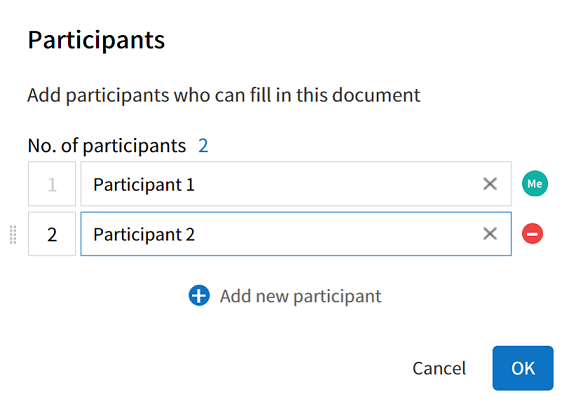 Participants
Add participants who can fill in this document
No. of participants 2
1 Participant 1 Me
2 Participant 2
Add new participant
Cancel OK